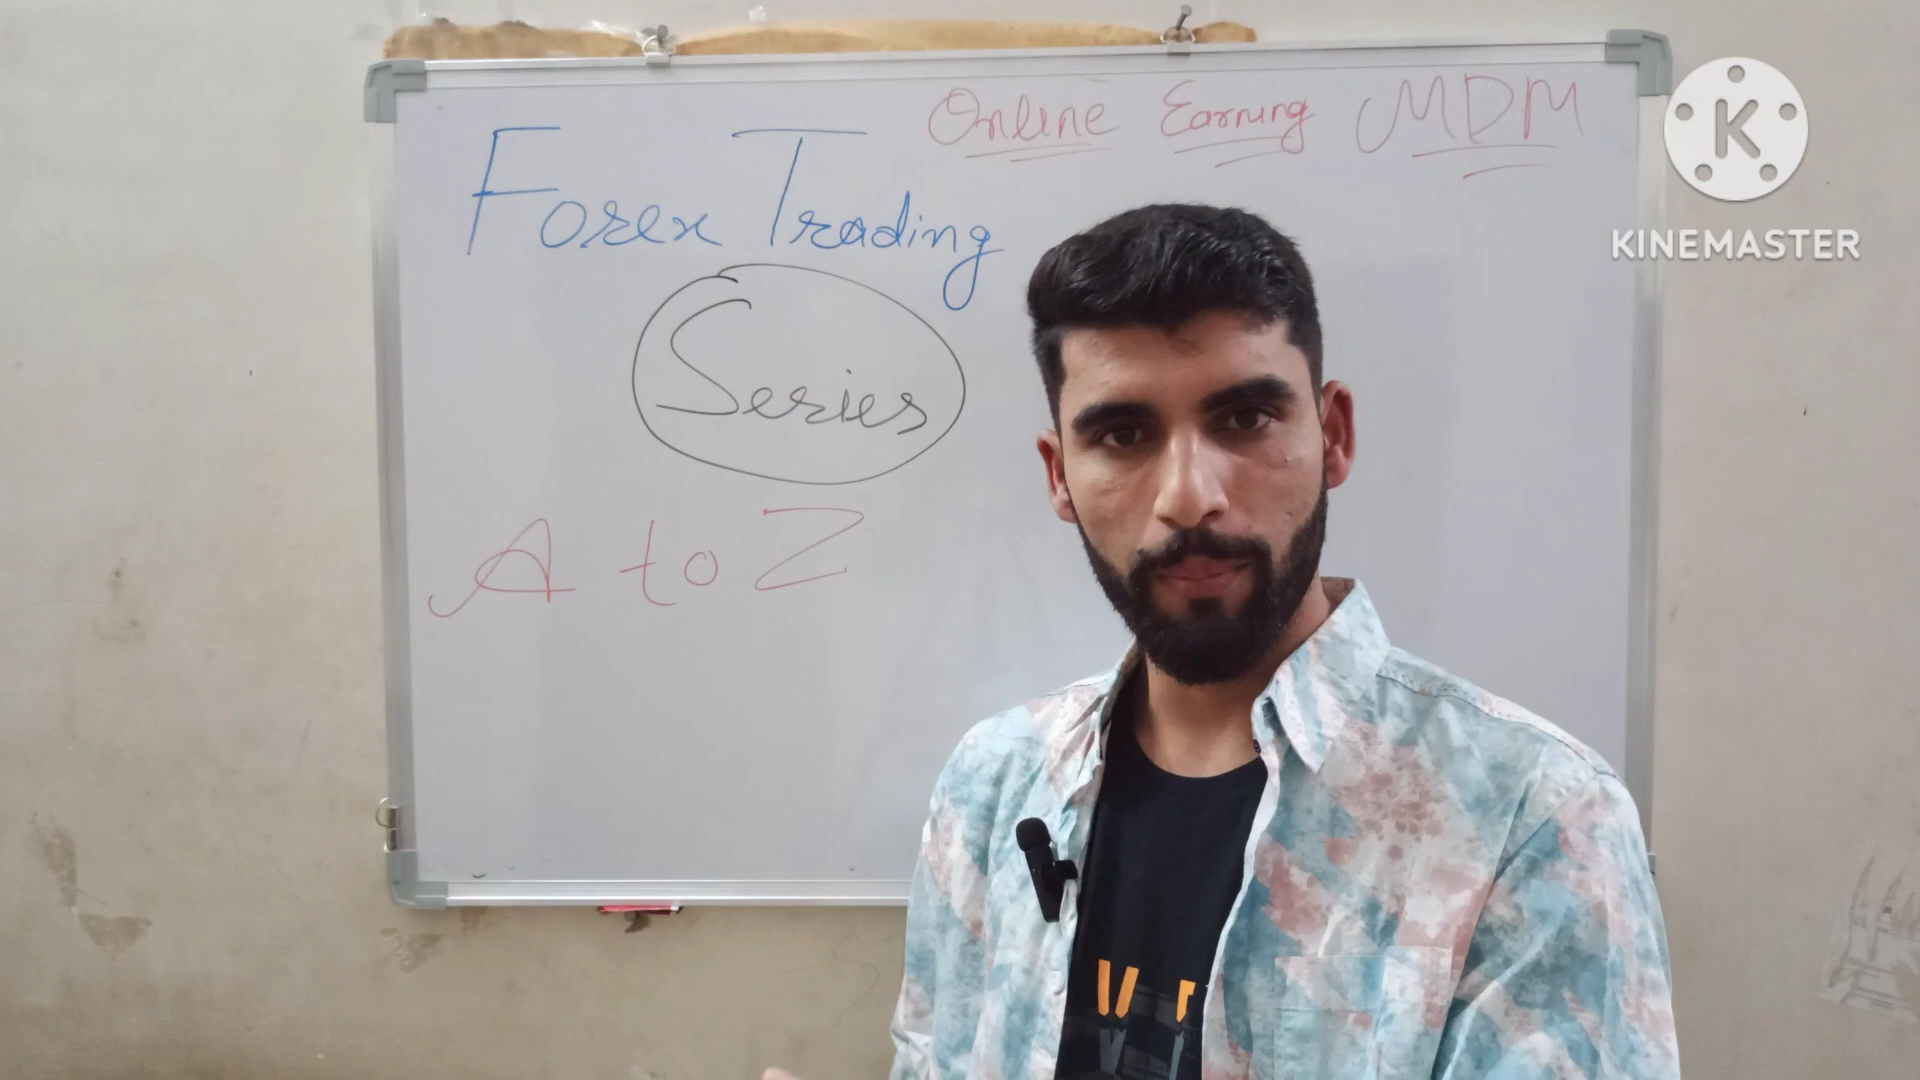 Online Earning MDM
Forex Trading
Series
A to Z
K
KINEMASTER